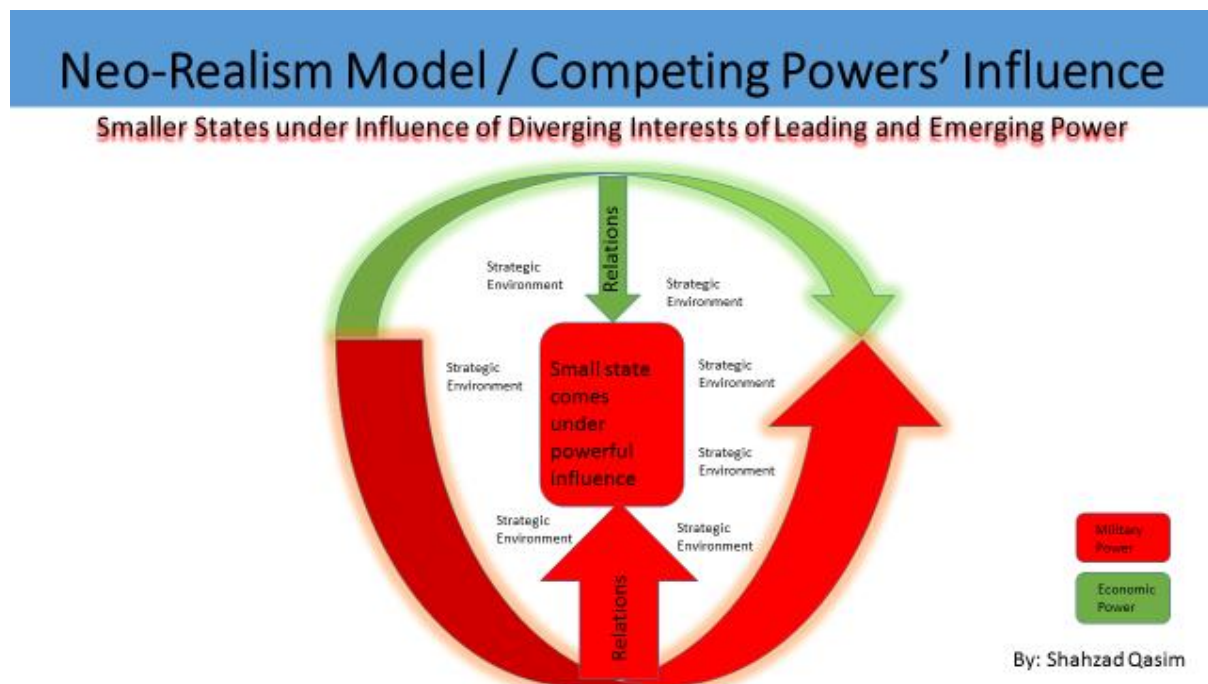 Neo-Realism Model / Competing Powers' Influence
Smaller States under Influence of Diverging Interests of Leading and Emerging Power
Relations
Strategic
Environment
Strategic
Environment
Strategic
Environment
Small state
comes
under
powerful
influence
Strategic
Environment
Strategic
Environment
Strategic
Environment
Strategic
Environment
Relations
Military
Power
Economic
Power
By: Shahzad Qasim